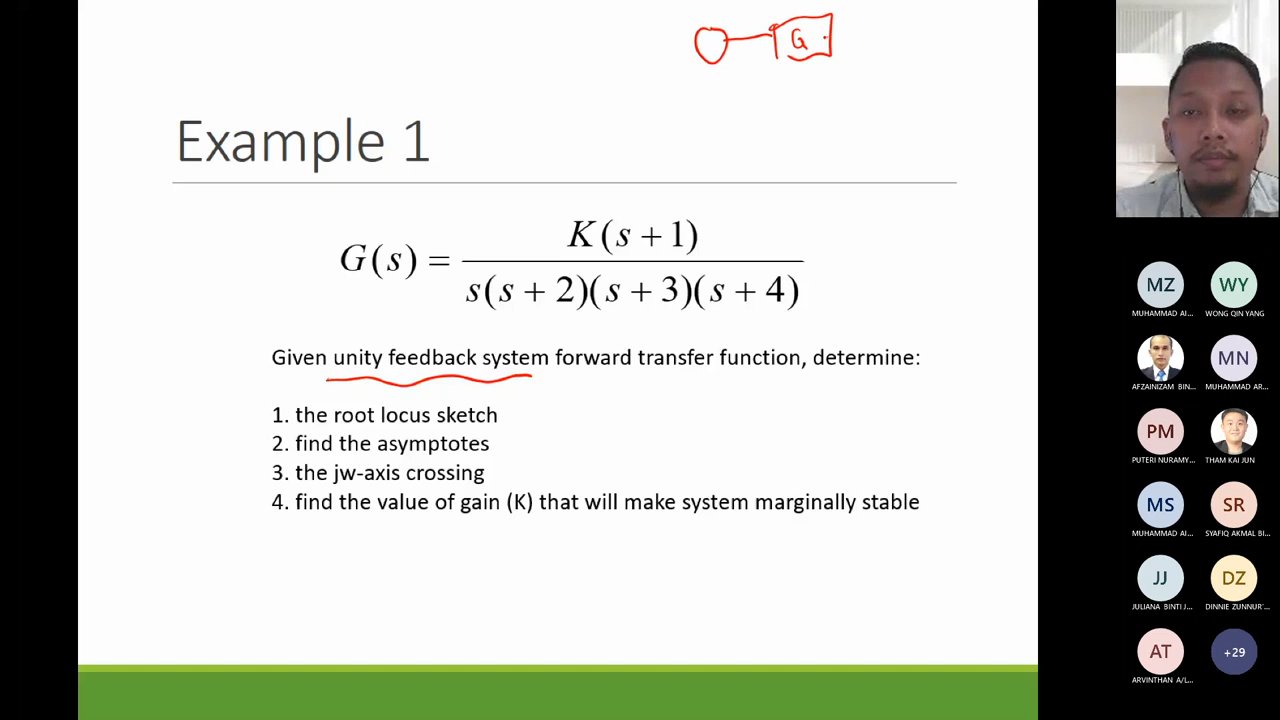 G
Example 1
G(s) = K(s + 1) / s(s + 2)(s + 3)(s + 4)
Given unity feedback system forward transfer function, determine:
1. the root locus sketch
2. find the asymptotes
3. the jw-axis crossing
4. find the value of gain (K) that will make system marginally stable
MZ
MUHAMMAD AI...
WY
WONG QIN YANG
AFZAINIZAM BIN...
MN
MUHAMMAD AR...
PM
PUTERI NURAMY...
THAM KAI JUN
MS
MUHAMMAD AI...
SR
SYAFIQ AKMAL BI...
JJ
JULIANA BINTI J...
DZ
DINNIE ZUNNUR'...
AT
ARVINTHAN A/L...
+29